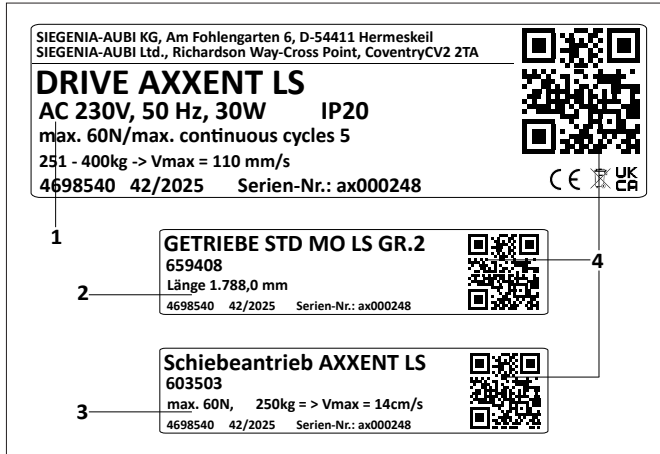 SIEGENIA-AUBI KG, Am Fohlengarten 6, D-54411 Hermeskeil
SIEGENIA-AUBI Ltd., Richardson Way-Cross Point, CoventryCV2 2TA
DRIVE AXXENT LS
AC 230V, 50 Hz, 30W IP20
max. 60N/max. continuous cycles 5
251 - 400kg -> Vmax = 110 mm/s
4698540 42/2025 Serien-Nr.: ax000248
CE UK CA
1
GETRIEBE STD MO LS GR.2
659408
Länge 1.788,0 mm
4698540 42/2025 Serien-Nr.: ax000248
2
4
Schiebeantrieb AXXENT LS
603503
max. 60N, 250kg = > Vmax = 14cm/s
4698540 42/2025 Serien-Nr.: ax000248
3